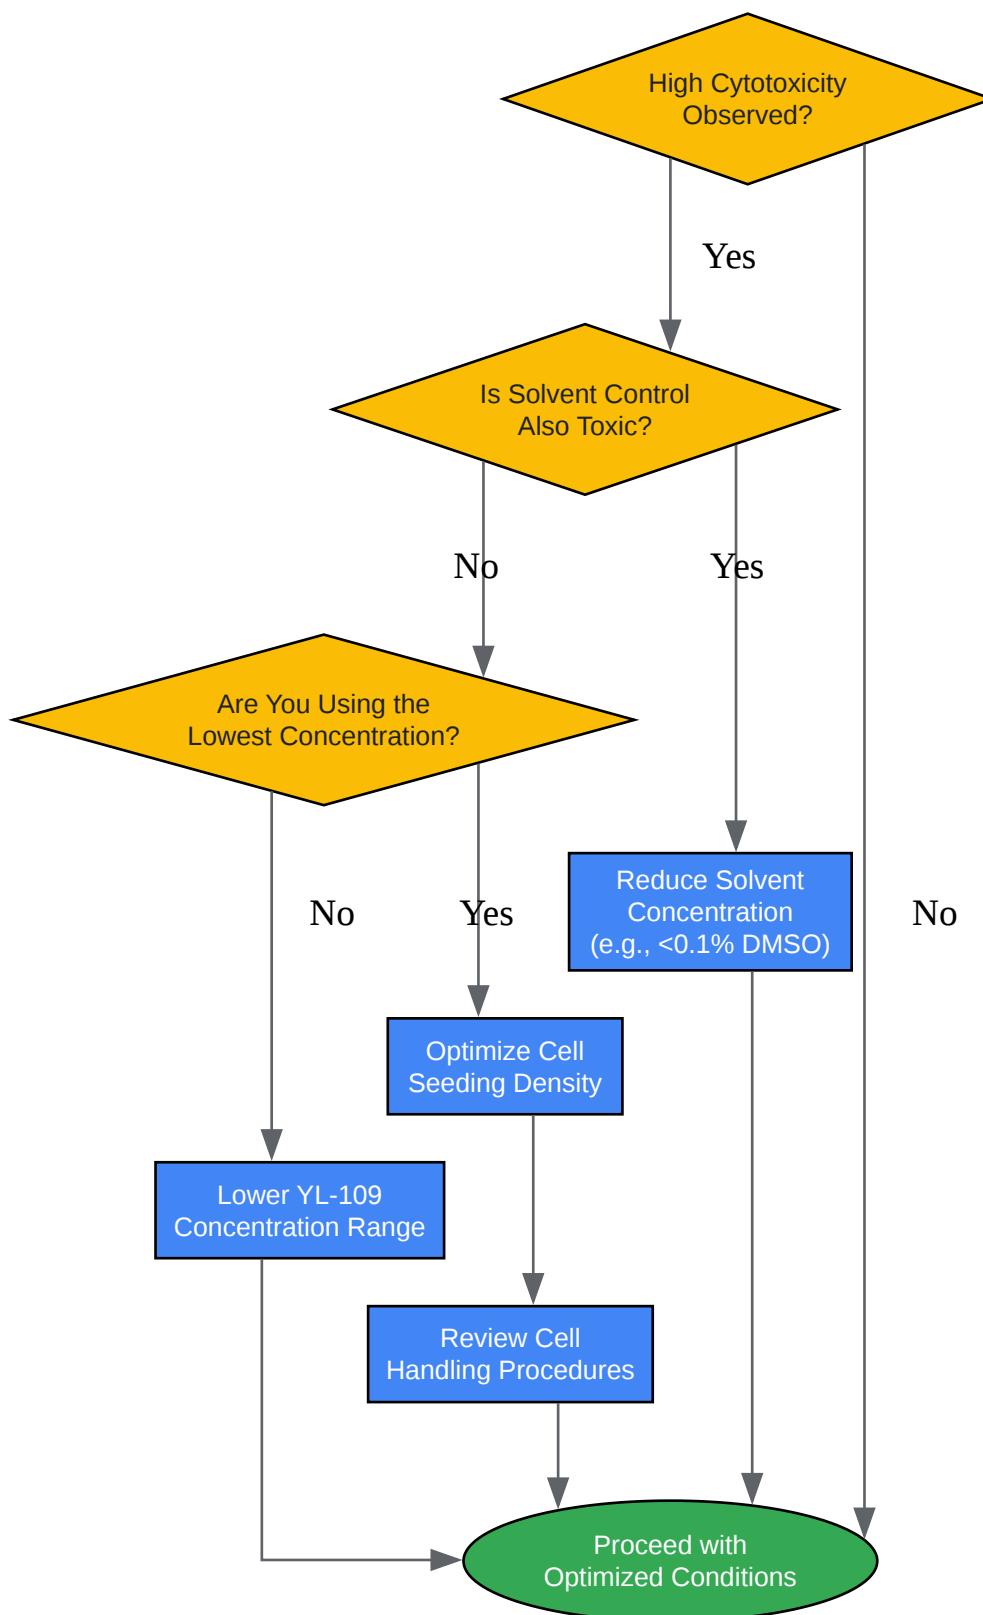 High Cytotoxicity
Observed?
Yes
Is Solvent Control
Also Toxic?
No
Yes
Are You Using the
Lowest Concentration?
Reduce Solvent
Concentration
(e.g., <0.1% DMSO)
No
Yes
No
Optimize Cell
Seeding Density
Lower YL-109
Concentration Range
Review Cell
Handling Procedures
Proceed with
Optimized Conditions